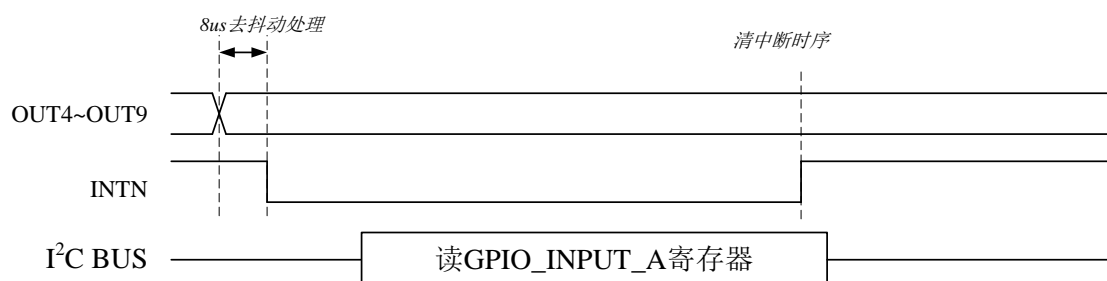 8us去抖动处理
清中断时序
OUT4~OUT9
INTN
I²C BUS
读GPIO_INPUT_A寄存器